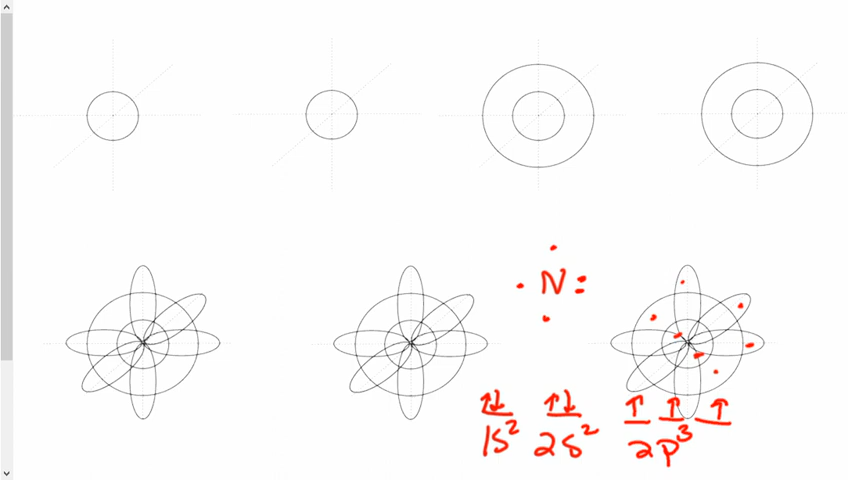 N
↑↓ ↑↓ ↑ ↑ ↑
1S² 2S² 2p³